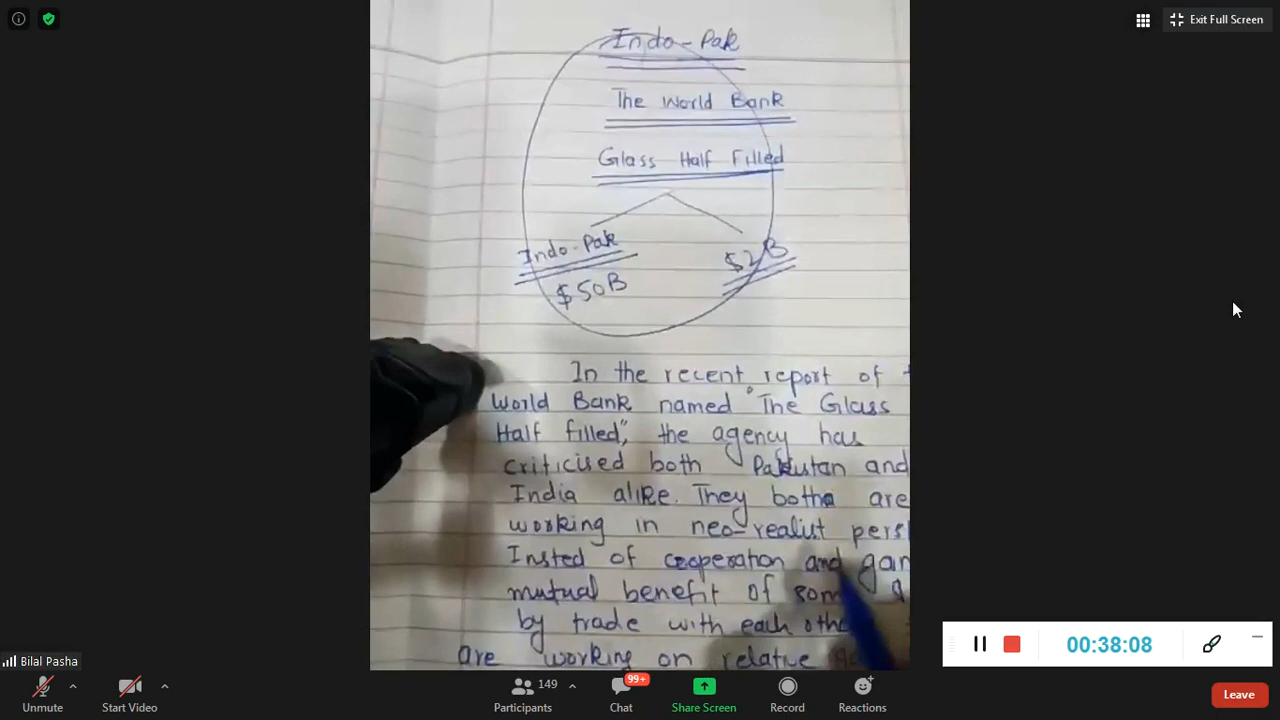 Exit Full Screen
Indo-Pak
The World Bank
Glass Half Filled
Indo-Pak
$2B
$50B
In the recent report of
World Bank named "The Glass
Half filled", the agency has
criticised both Pakistan and
India alike. They both are
working in neo-realist
Insted of cooperation and
mutual benefit of
by trade with each
are working on relative
00:38:08
Bilal Pasha
149
99+
Unmute
Start Video
Participants
Chat
Share Screen
Record
Reactions
Leave